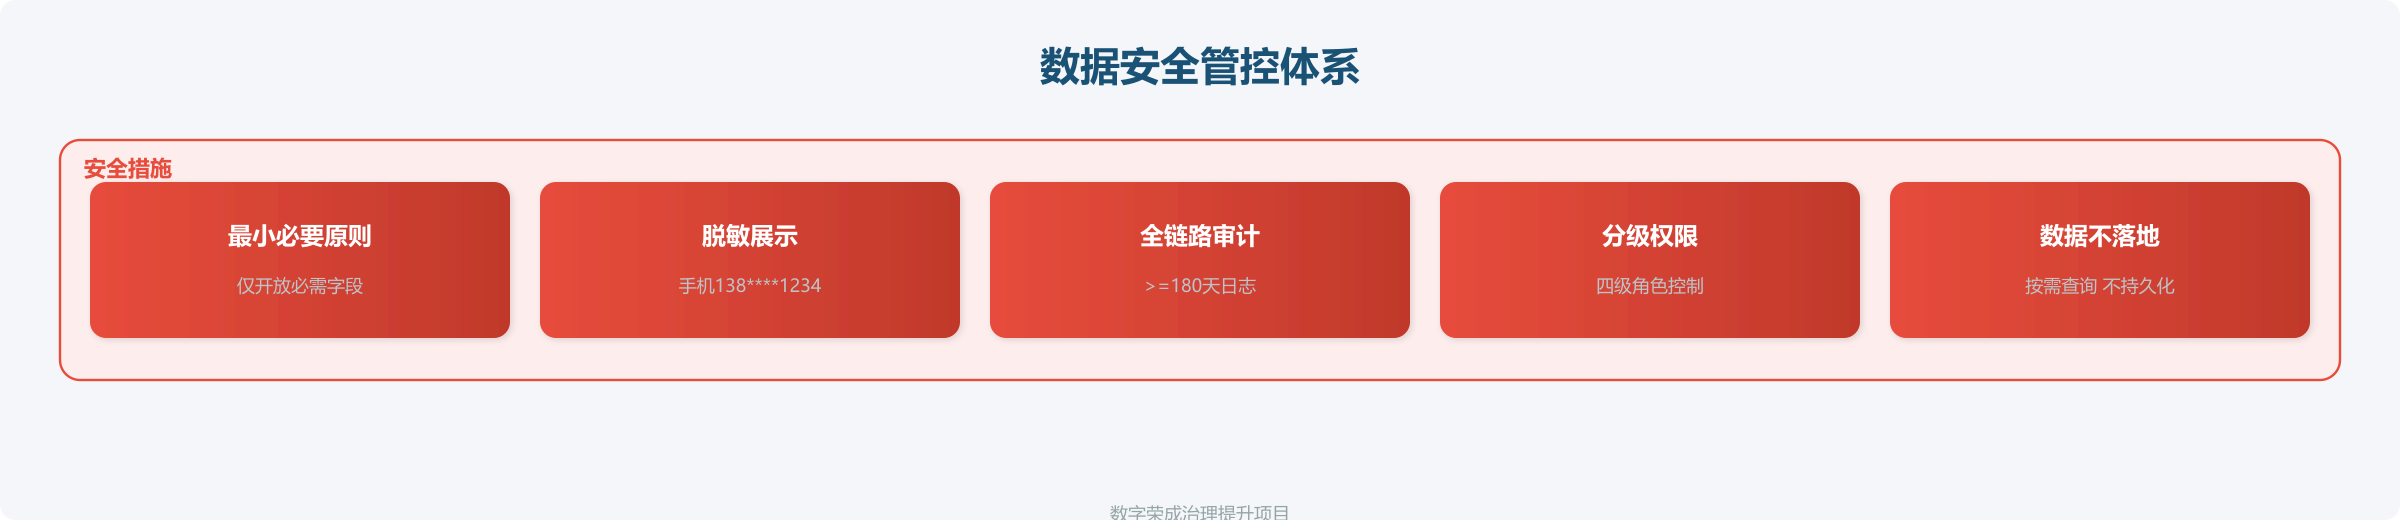 数据安全管控体系
安全措施
最小必要原则
仅开放必需字段
脱敏展示
手机138****1234
全链路审计
>=180天日志
分级权限
四级角色控制
数据不落地
按需查询 不持久化
数字荣成治理提升项目